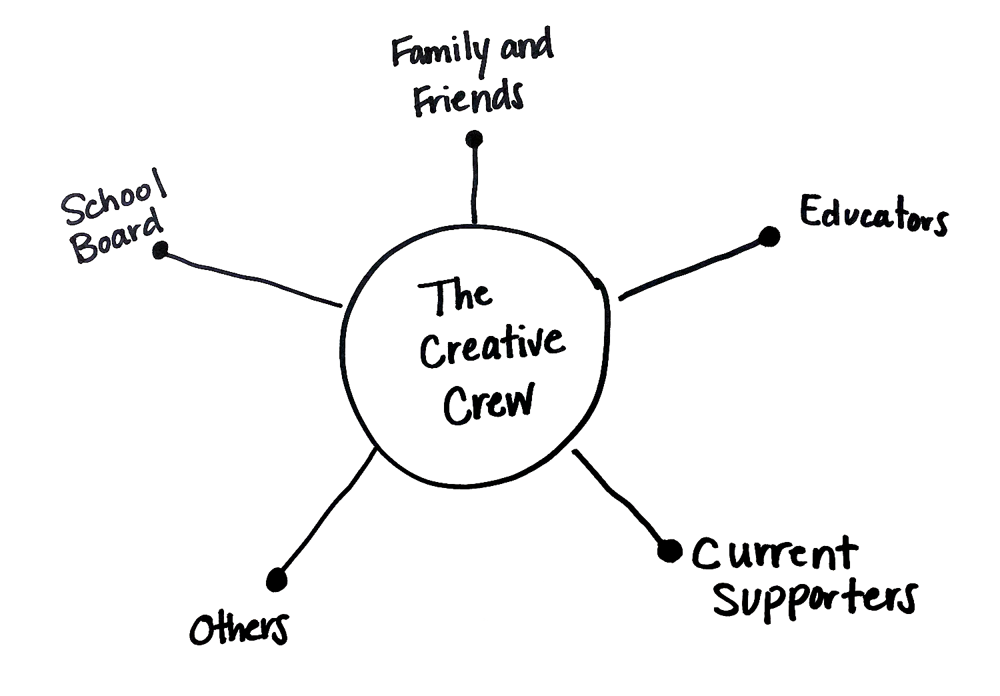 Family and
Friends
School
Board
Educators
The
Creative
Crew
Current
Supporters
Others